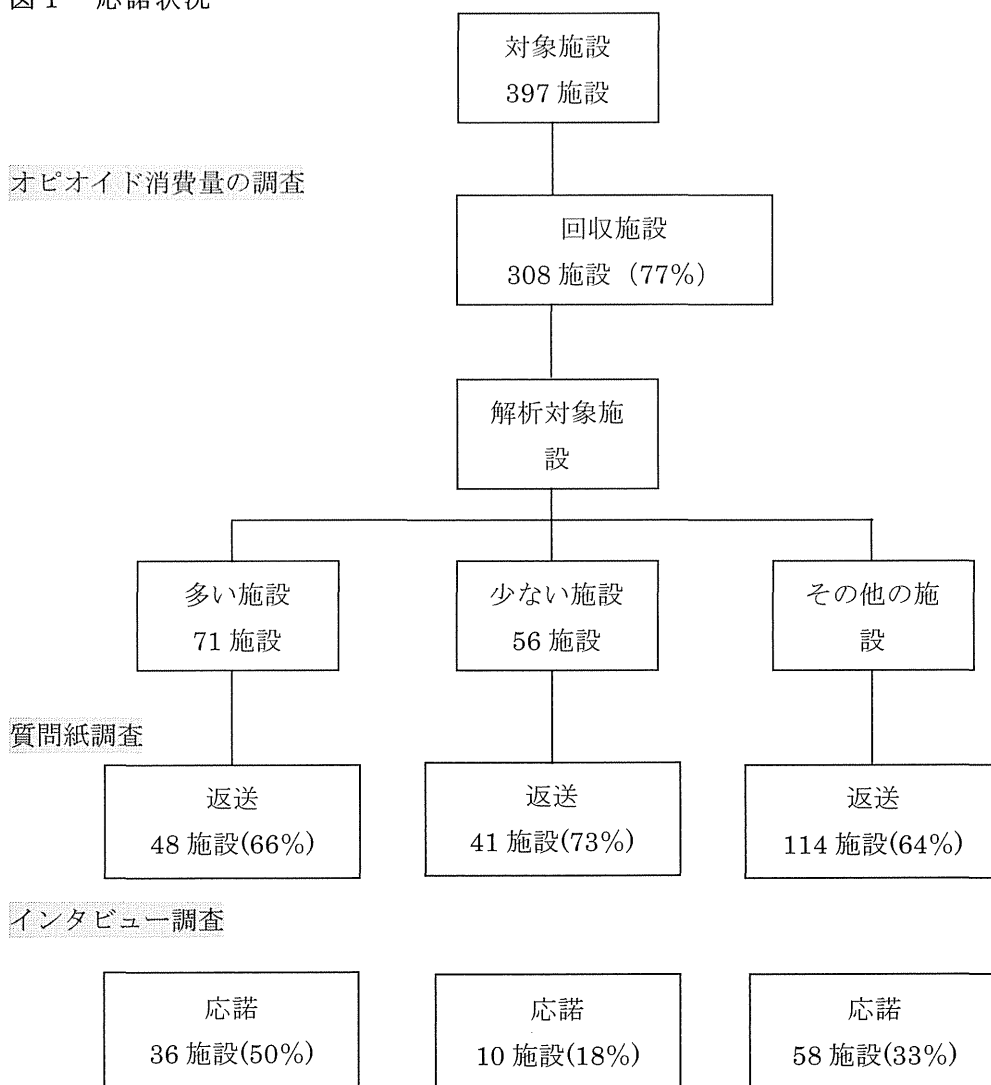 図１　応諾状況
対象施設
397 施設
オピオイド消費量の調査
回収施設
308 施設（77%）
解析対象施
設
多い施設
71 施設
少ない施設
56 施設
その他の施
設
質問紙調査
返送
48 施設(66%)
返送
41 施設(73%)
返送
114 施設(64%)
インタビュー調査
応諾
36 施設(50%)
応諾
10 施設(18%)
応諾
58 施設(33%)